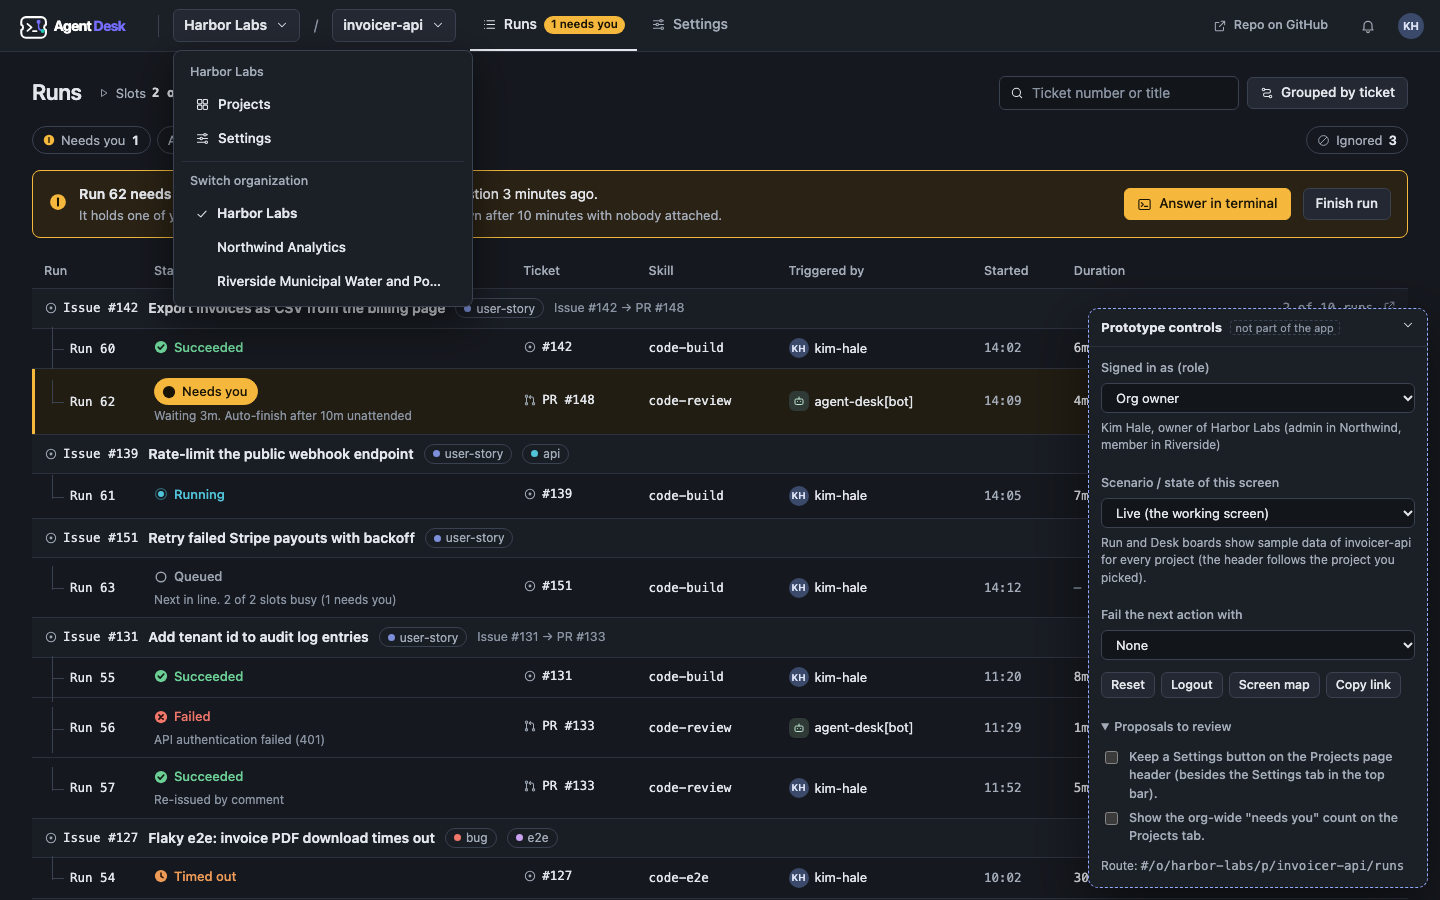 AgentDesk
Harbor Labs
/
invoicer-api
Runs
1 needs you
Settings
Repo on GitHub
KH
Harbor Labs
Projects
Settings
Switch organization
Harbor Labs
Northwind Analytics
Riverside Municipal Water and Po...
Runs
Slots 2
Ticket number or title
Grouped by ticket
Needs you 1
Ignored 3
Run 62 needs
3 minutes ago.
It holds one of
after 10 minutes with nobody attached.
Answer in terminal
Finish run
Run
Ticket
Skill
Triggered by
Started
Duration
Issue #142
Export invoices as CSV from the billing page
user-story
Issue #142 → PR #148
2 of 10 runs
Run 60
Succeeded
#142
code-build
KH kim-hale
14:02
Run 62
Needs you
Waiting 3m. Auto-finish after 10m unattended
PR #148
code-review
agent-desk[bot]
14:09
Issue #139
Rate-limit the public webhook endpoint
user-story
api
Run 61
Running
#139
code-build
KH kim-hale
14:05
Issue #151
Retry failed Stripe payouts with backoff
user-story
Run 63
Queued
Next in line. 2 of 2 slots busy (1 needs you)
#151
code-build
KH kim-hale
14:12
–
Issue #131
Add tenant id to audit log entries
user-story
Issue #131 → PR #133
Run 55
Succeeded
#131
code-build
KH kim-hale
11:20
Run 56
Failed
API authentication failed (401)
PR #133
code-review
agent-desk[bot]
11:29
Run 57
Succeeded
Re-issued by comment
PR #133
code-review
KH kim-hale
11:52
Issue #127
Flaky e2e: invoice PDF download times out
bug
e2e
Run 54
Timed out
#127
code-e2e
KH kim-hale
10:02
Prototype controls
not part of the app
Signed in as (role)
Org owner
Kim Hale, owner of Harbor Labs (admin in Northwind,
member in Riverside)
Scenario / state of this screen
Live (the working screen)
Run and Desk boards show sample data of invoicer-api
for every project (the header follows the project you
picked).
Fail the next action with
None
Reset
Logout
Screen map
Copy link
Proposals to review
Keep a Settings button on the Projects page
header (besides the Settings tab in the top
bar).
Show the org-wide "needs you" count on the
Projects tab.
Route: #/o/harbor-labs/p/invoicer-api/runs